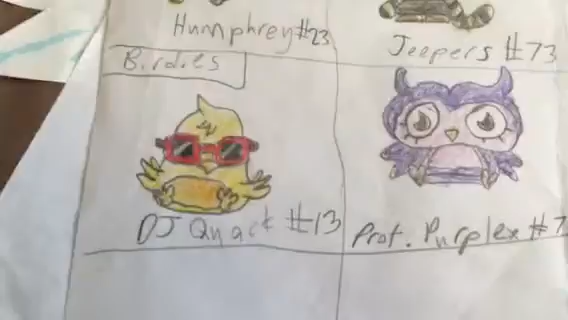 Humphrey #23
Jeepers #73
Birdies
DJ Quack #13
Prof. Purplex #7